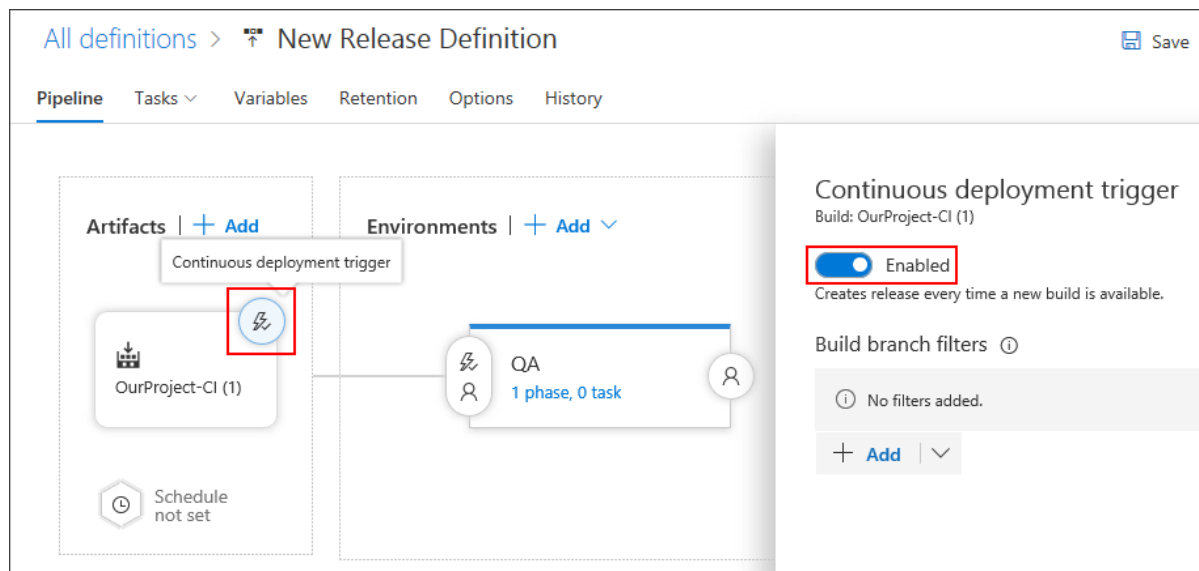 All definitions > New Release Definition
Save
Pipeline Tasks Variables Retention Options History
Artifacts | + Add
Environments | + Add
Continuous deployment trigger
OurProject-CI (1)
QA
1 phase, 0 task
Schedule
not set
Continuous deployment trigger
Build: OurProject-CI (1)
Enabled
Creates release every time a new build is available.
Build branch filters
No filters added.
+ Add